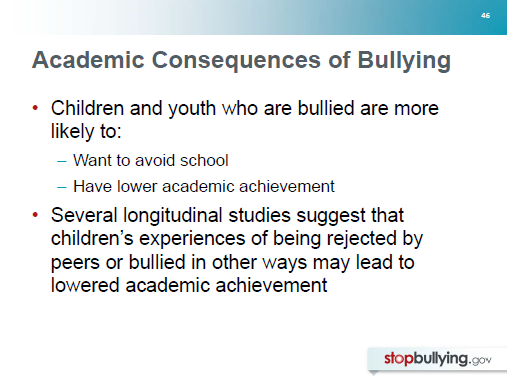 46
Academic Consequences of Bullying
• Children and youth who are bullied are more
likely to:
– Want to avoid school
– Have lower academic achievement
• Several longitudinal studies suggest that
children’s experiences of being rejected by
peers or bullied in other ways may lead to
lowered academic achievement
stopbullying.gov